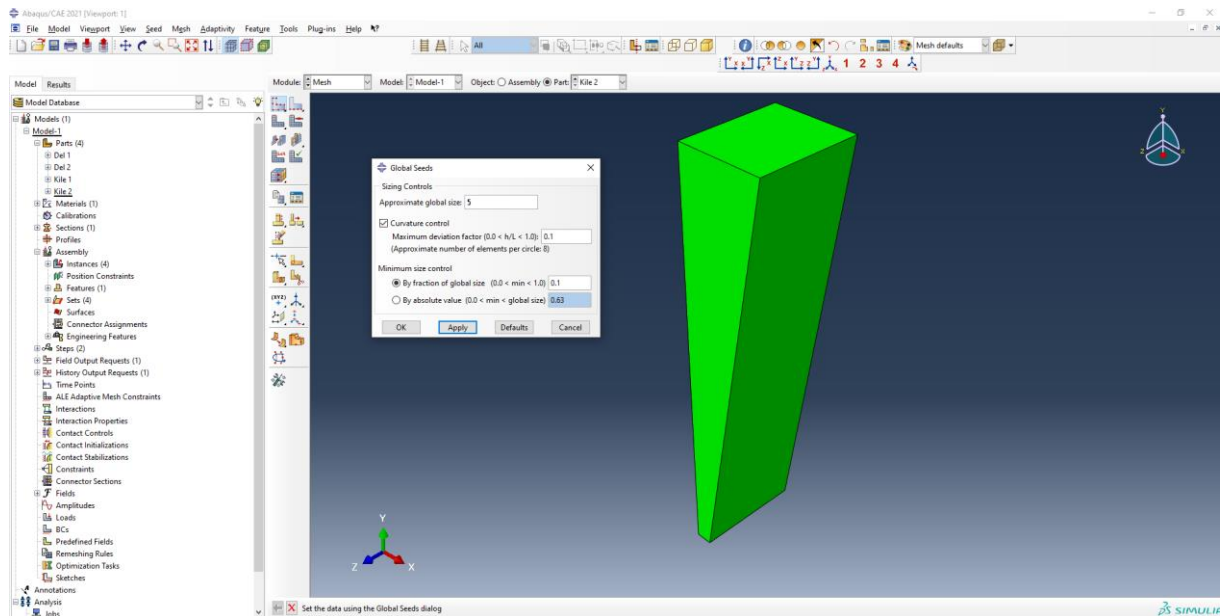 Abaqus/CAE 2021 [Viewport: 1]
File Model Viewport View Seed Mesh Adaptivity Feature Tools Plug-ins Help
All
Mesh defaults
1 2 3 4
Model Results
Module: Mesh Model: Model-1 Object: Assembly Part: Kile 2
Model Database
Models (1)
Model-1
Parts (4)
Del 1
Del 2
Kile 1
Kile 2
Materials (1)
Calibrations
Sections (1)
Profiles
Assembly
Instances (4)
Position Constraints
Features (1)
Sets (4)
Surfaces
Connector Assignments
Engineering Features
Steps (2)
Field Output Requests (1)
History Output Requests (1)
Time Points
ALE Adaptive Mesh Constraints
Interactions
Interaction Properties
Contact Controls
Contact Initializations
Contact Stabilizations
Constraints
Connector Sections
Fields
Amplitudes
Loads
BCs
Predefined Fields
Remeshing Rules
Optimization Tasks
Sketches
Annotations
Analysis
Jobs
(XYZ)
Global Seeds
Sizing Controls
Approximate global size: 5
Curvature control
Maximum deviation factor (0.0 < h/L < 1.0): 0.1
(Approximate number of elements per circle: 8)
Minimum size control
By fraction of global size (0.0 < min < 1.0) 0.1
By absolute value (0.0 < min < global size) 0.63
OK Apply Defaults Cancel
Y
Z X
Y
Z X
Set the data using the Global Seeds dialog
SIMULIA